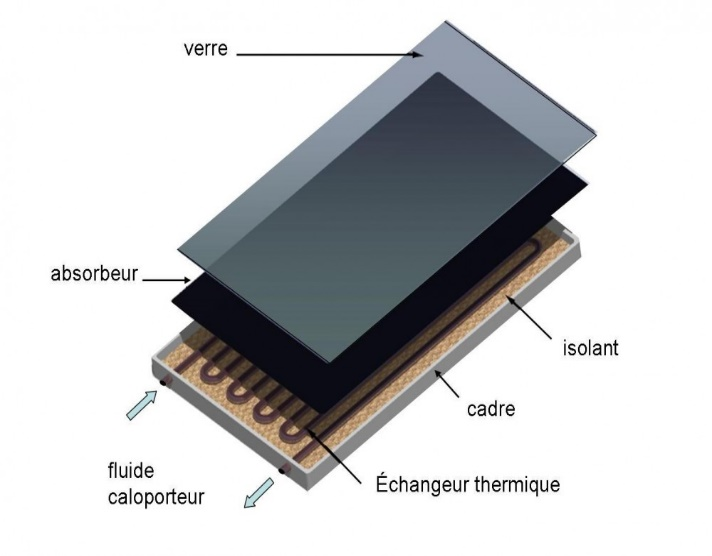 verre
absorbeur
isolant
cadre
fluide
caloporteur
Échangeur thermique